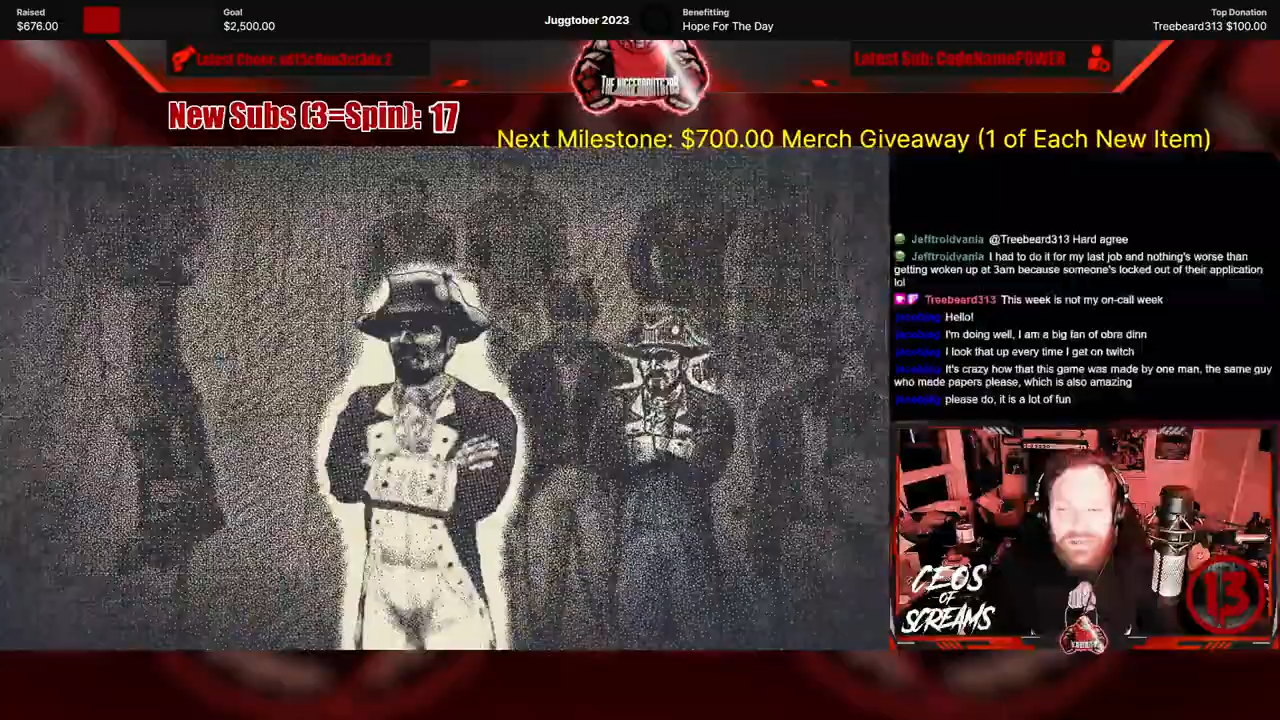 Raised
$676.00
Goal
$2,500.00
Juggtober 2023
Benefitting
Hope For The Day
Top Donation
Treebeard313 $100.00
Latest Sub: CodeNamePOWER
New Subs (3=Spin): 17
Next Milestone: $700.00 Merch Giveaway (1 of Each New Item)
Jefftroidvania @Treebeard313 Hard agree
Jefftroidvania I had to do it for my last job and nothing's worse than
getting woken up at 3am because someone's locked out of their application
lol
Treebeard313 This week is not my on-call week
Hello!
I'm doing well, I am a big fan of obra dinn
I look that up every time I get on twitch
It's crazy how that this game was made by one man, the same guy
who made papers please, which is also amazing
please do, it is a lot of fun
CEOS
OF
SCREAMS
13